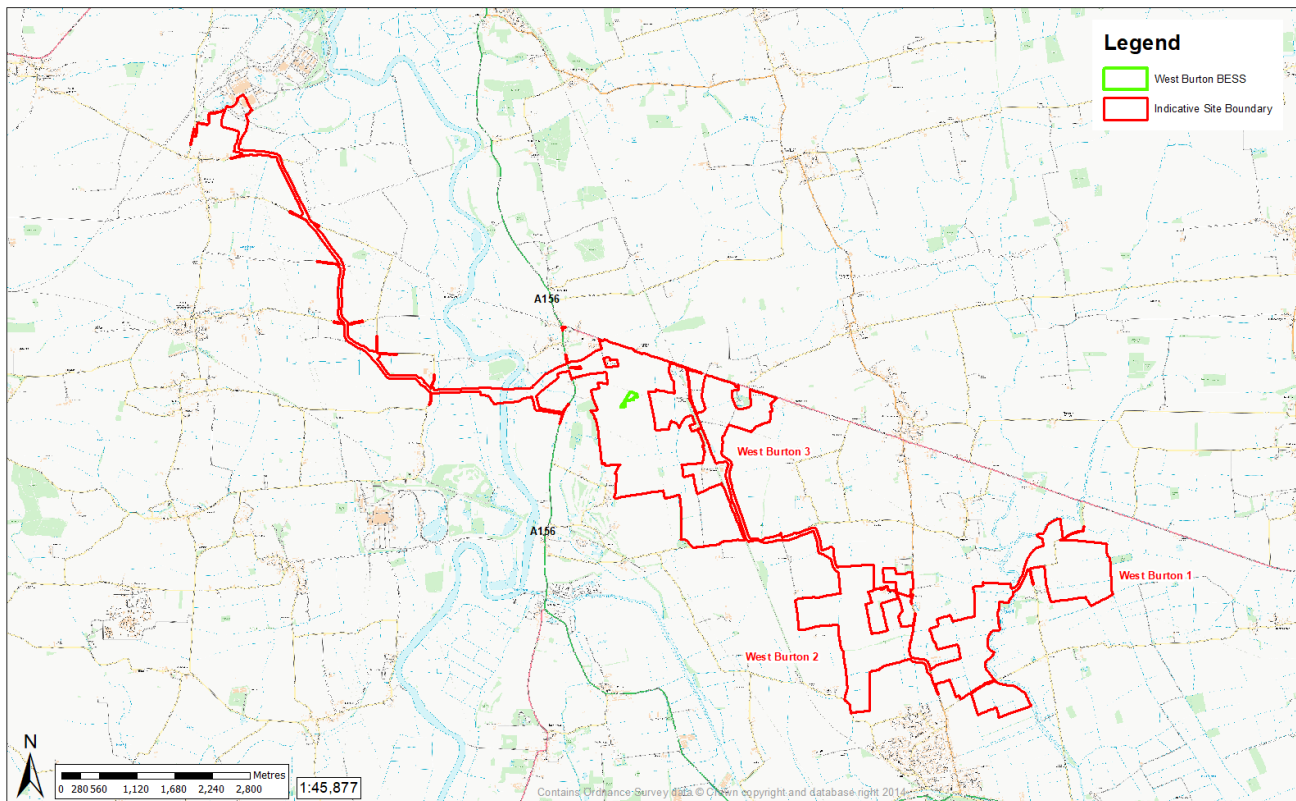 Legend
West Burton BESS
Indicative Site Boundary
A156
West Burton 3
A156
West Burton 1
West Burton 2
N
Metres
0 280 560 1,120 1,680 2,240 2,800
1:45,877
Contains Ordnance Survey data © Crown copyright and database right 2014